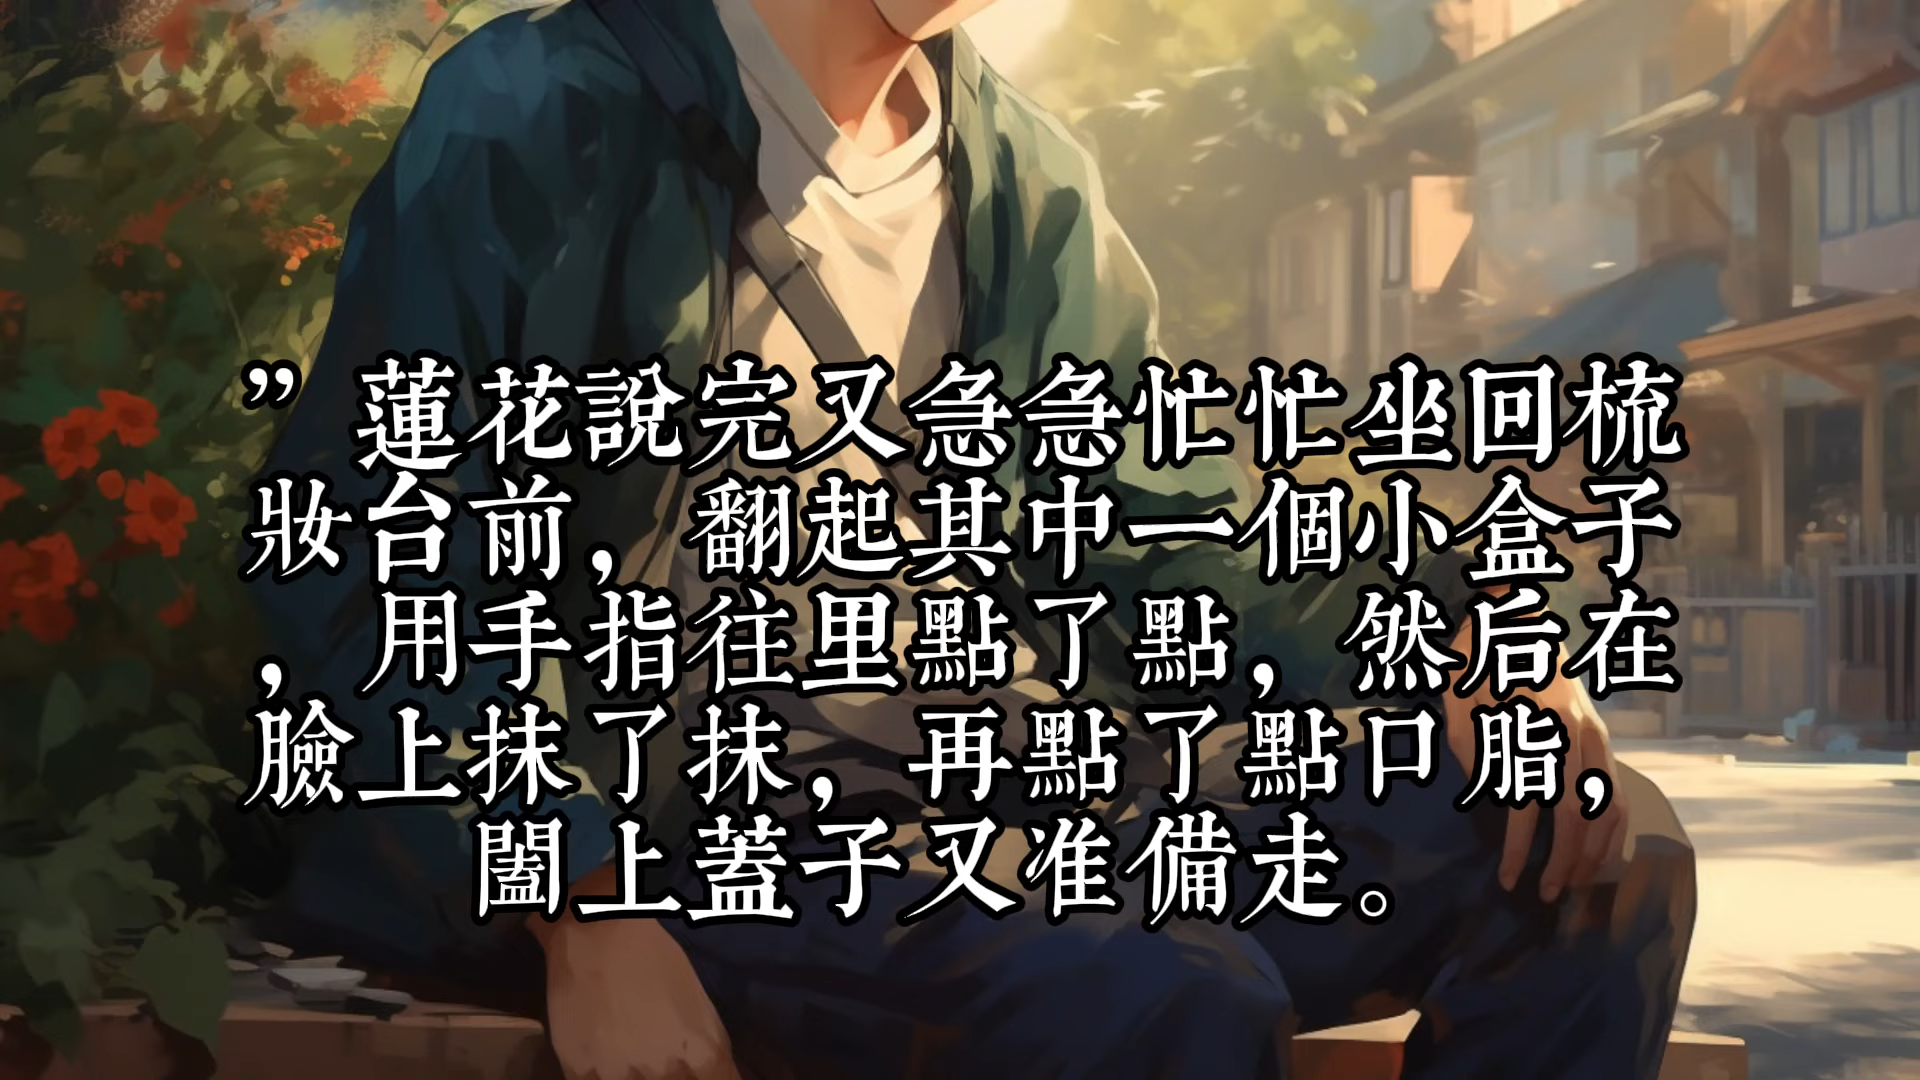 ”蓮花說完又急急忙忙坐回梳
妝台前，翻起其中一個小盒子
，用手指往里點了點，然后在
臉上抹了抹，再點了點口脂，
闔上蓋子又准備走。